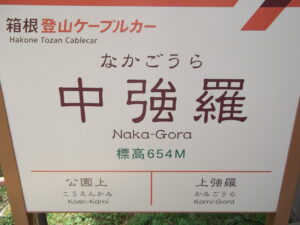 箱根登山ケーブルカー
Hakone Tozan Cablecar
なかごうら
中強羅
Naka-Gora
標高654M
公園上
こうえんかみ
Koen-Kami
上強羅
かみごうら
Kami-Gora